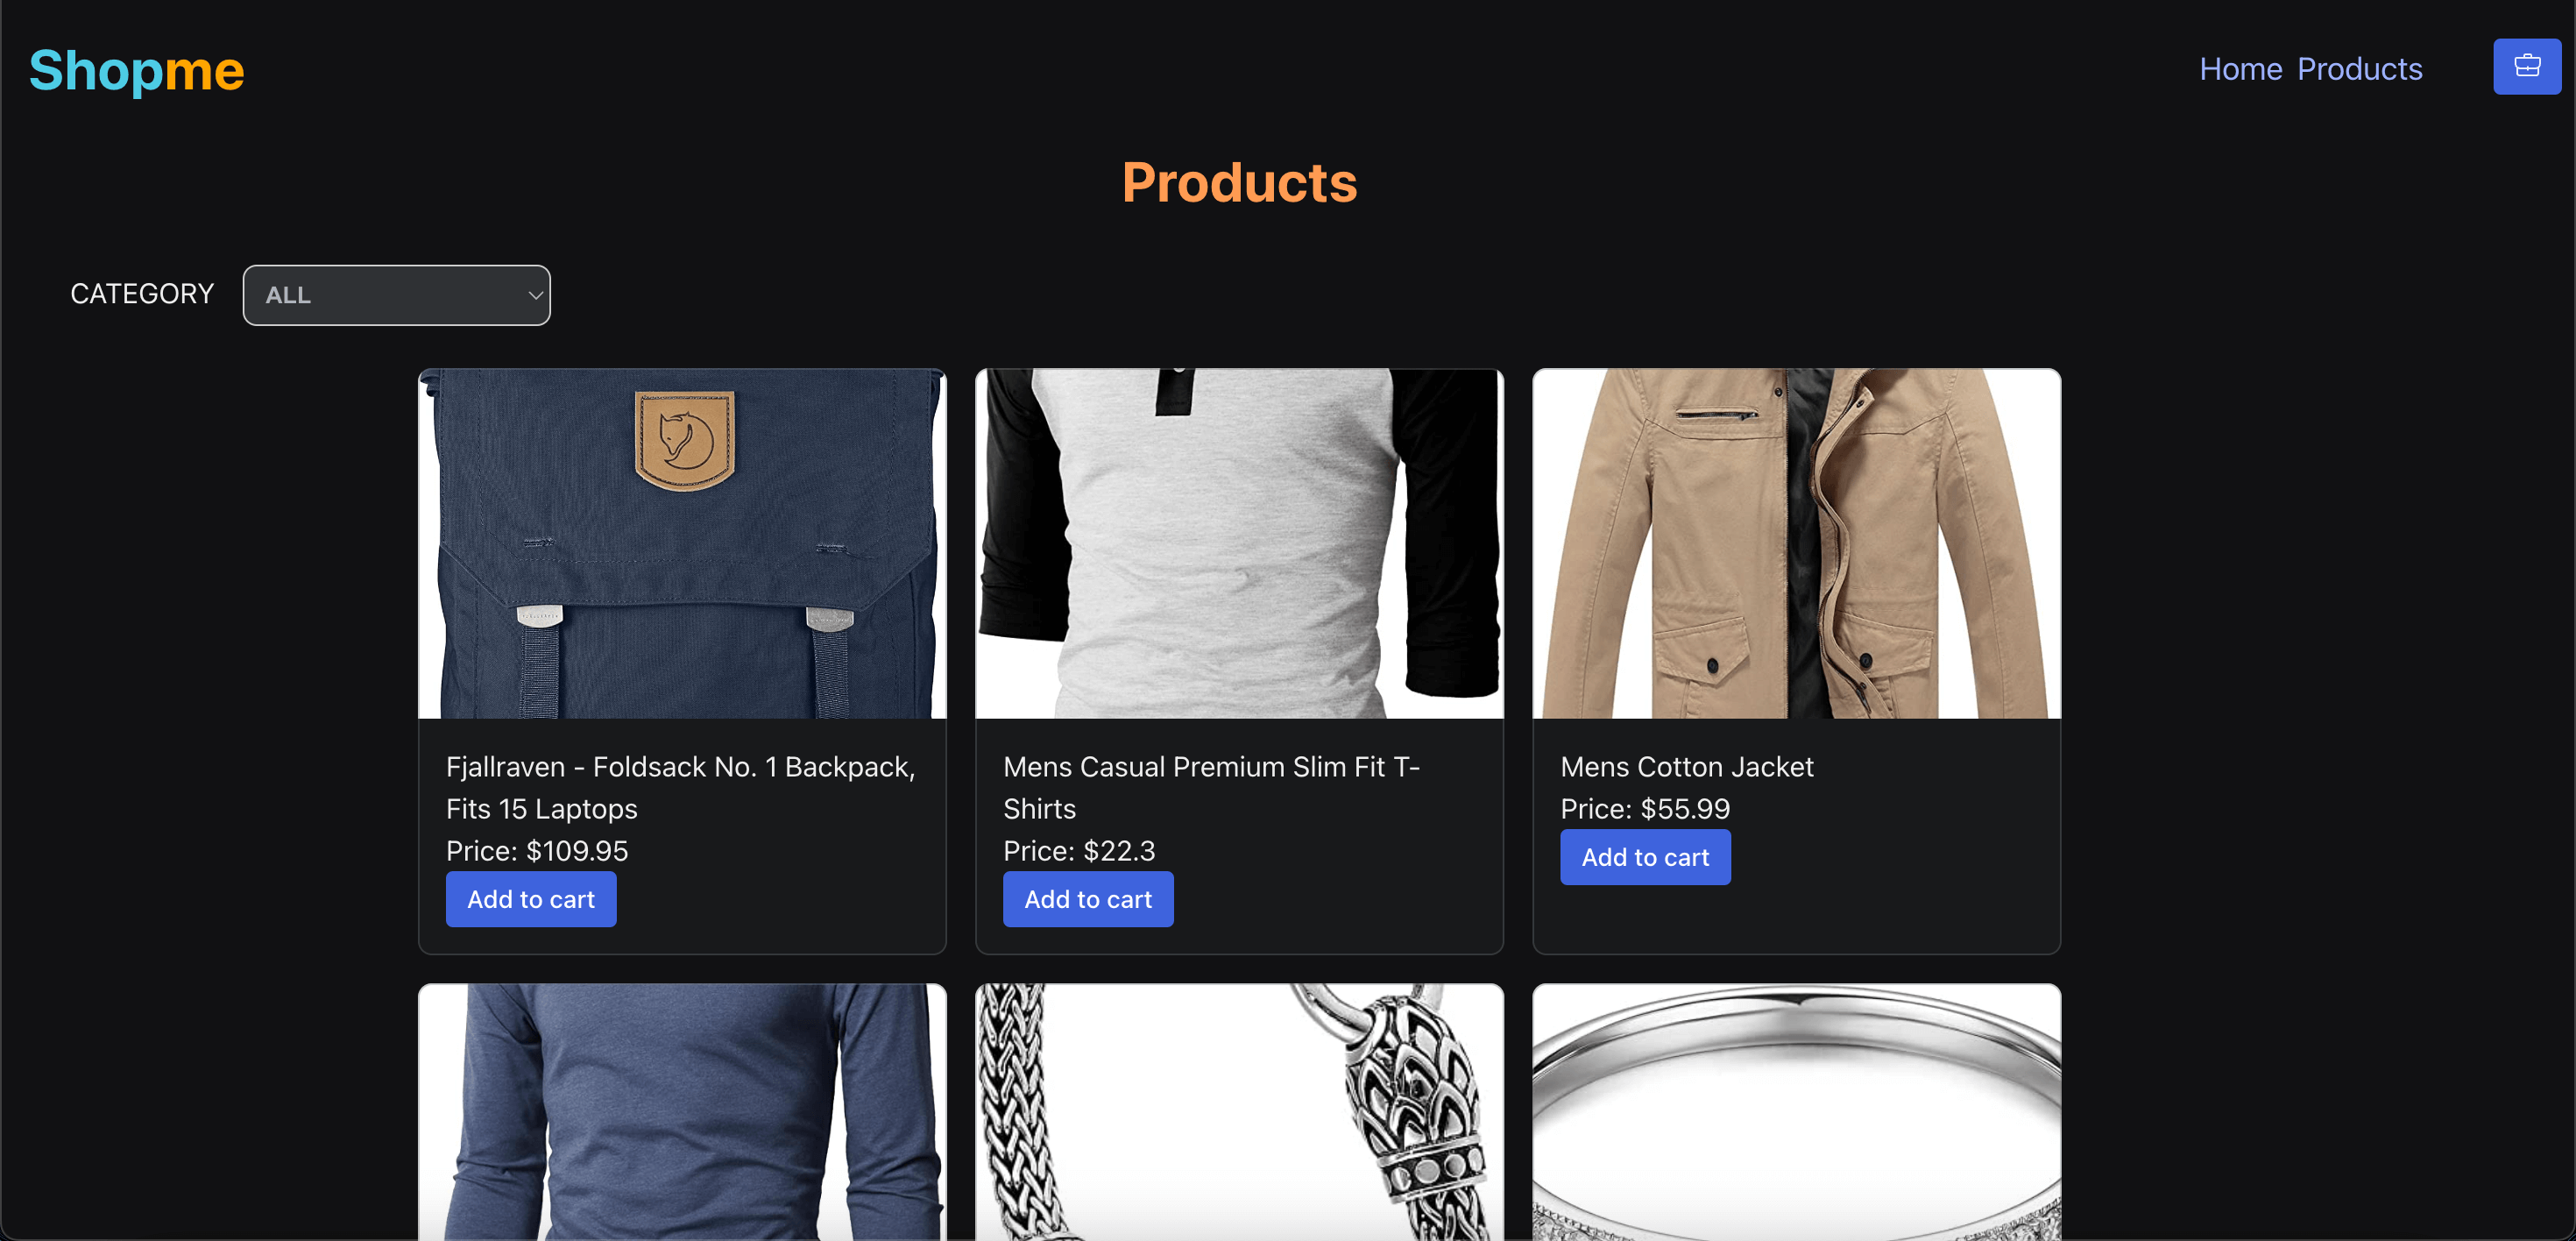 Shopme
Home Products
Products
CATEGORY ALL
Fjallraven - Foldsack No. 1 Backpack,
Fits 15 Laptops
Price: $109.95
Add to cart
Mens Casual Premium Slim Fit T-
Shirts
Price: $22.3
Add to cart
Mens Cotton Jacket
Price: $55.99
Add to cart